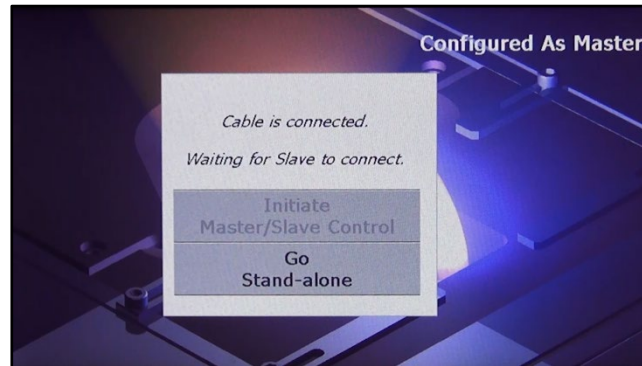 Configured As Master
Cable is connected.
Waiting for Slave to connect.
Initiate
Master/Slave Control
Go
Stand-alone